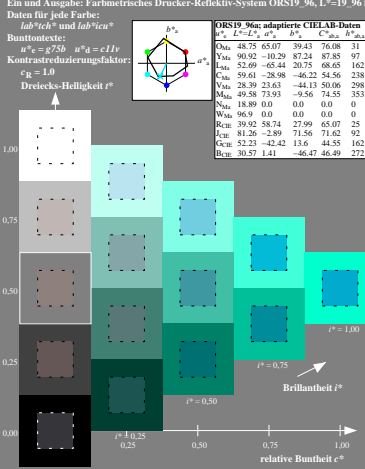 Ein und Ausgabe: Farbmetrisches Drucker-Reflektiv-System ORS19_96, L*=19_96
Daten für jede Farbe:
lab*tch* und lab*icu*
Bunttontexte:
u*e = g75b u*d = c11v
Kontrastreduzierungsfaktor:
cR = 1.0
Dreiecks-Helligkeit t*
b*a
a*a
ORS19_96a; adaptierte CIELAB-Daten
L*=L*a a*a b*a C*ab,a h*ab,a
OMa 48.75 65.07 39.43 76.08 31
YMa 90.92 −10.29 87.24 87.85 97
LMa 52.69 −65.44 20.75 68.65 162
CMa 59.61 −28.98 −46.22 54.56 238
VMa 28.39 23.63 −44.13 50.06 298
MMa 49.58 73.93 −9.56 74.55 353
NMa 18.89 0.0 0.0 0.0 0
WMa 96.9 0.0 0.0 0.0 0
RCIE 39.92 58.74 27.99 65.07 25
JCIE 81.26 −2.89 71.56 71.62 92
GCIE 52.23 −42.42 13.6 44.55 162
BCIE 30.57 1.41 −46.47 46.49 272
1,00
0,75
0,50
0,25
0,00
i* = 1,00
i* = 0,75
i* = 0,50
i* = 0,25
Brillantheit i*
0,25 0,50 0,75 1,00
relative Buntheit c*